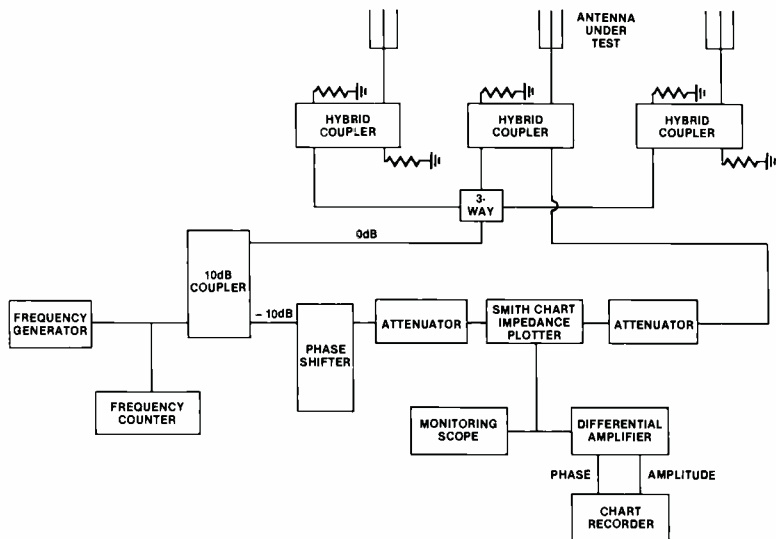 ANTENNA
UNDER
TEST
HYBRID
COUPLER
HYBRID
COUPLER
HYBRID
COUPLER
3-
WAY
0dB
10dB
COUPLER
– 10dB
FREQUENCY
GENERATOR
PHASE
SHIFTER
ATTENUATOR
SMITH CHART
IMPEDANCE
PLOTTER
ATTENUATOR
FREQUENCY
COUNTER
MONITORING
SCOPE
DIFFERENTIAL
AMPLIFIER
PHASE
AMPLITUDE
CHART
RECORDER